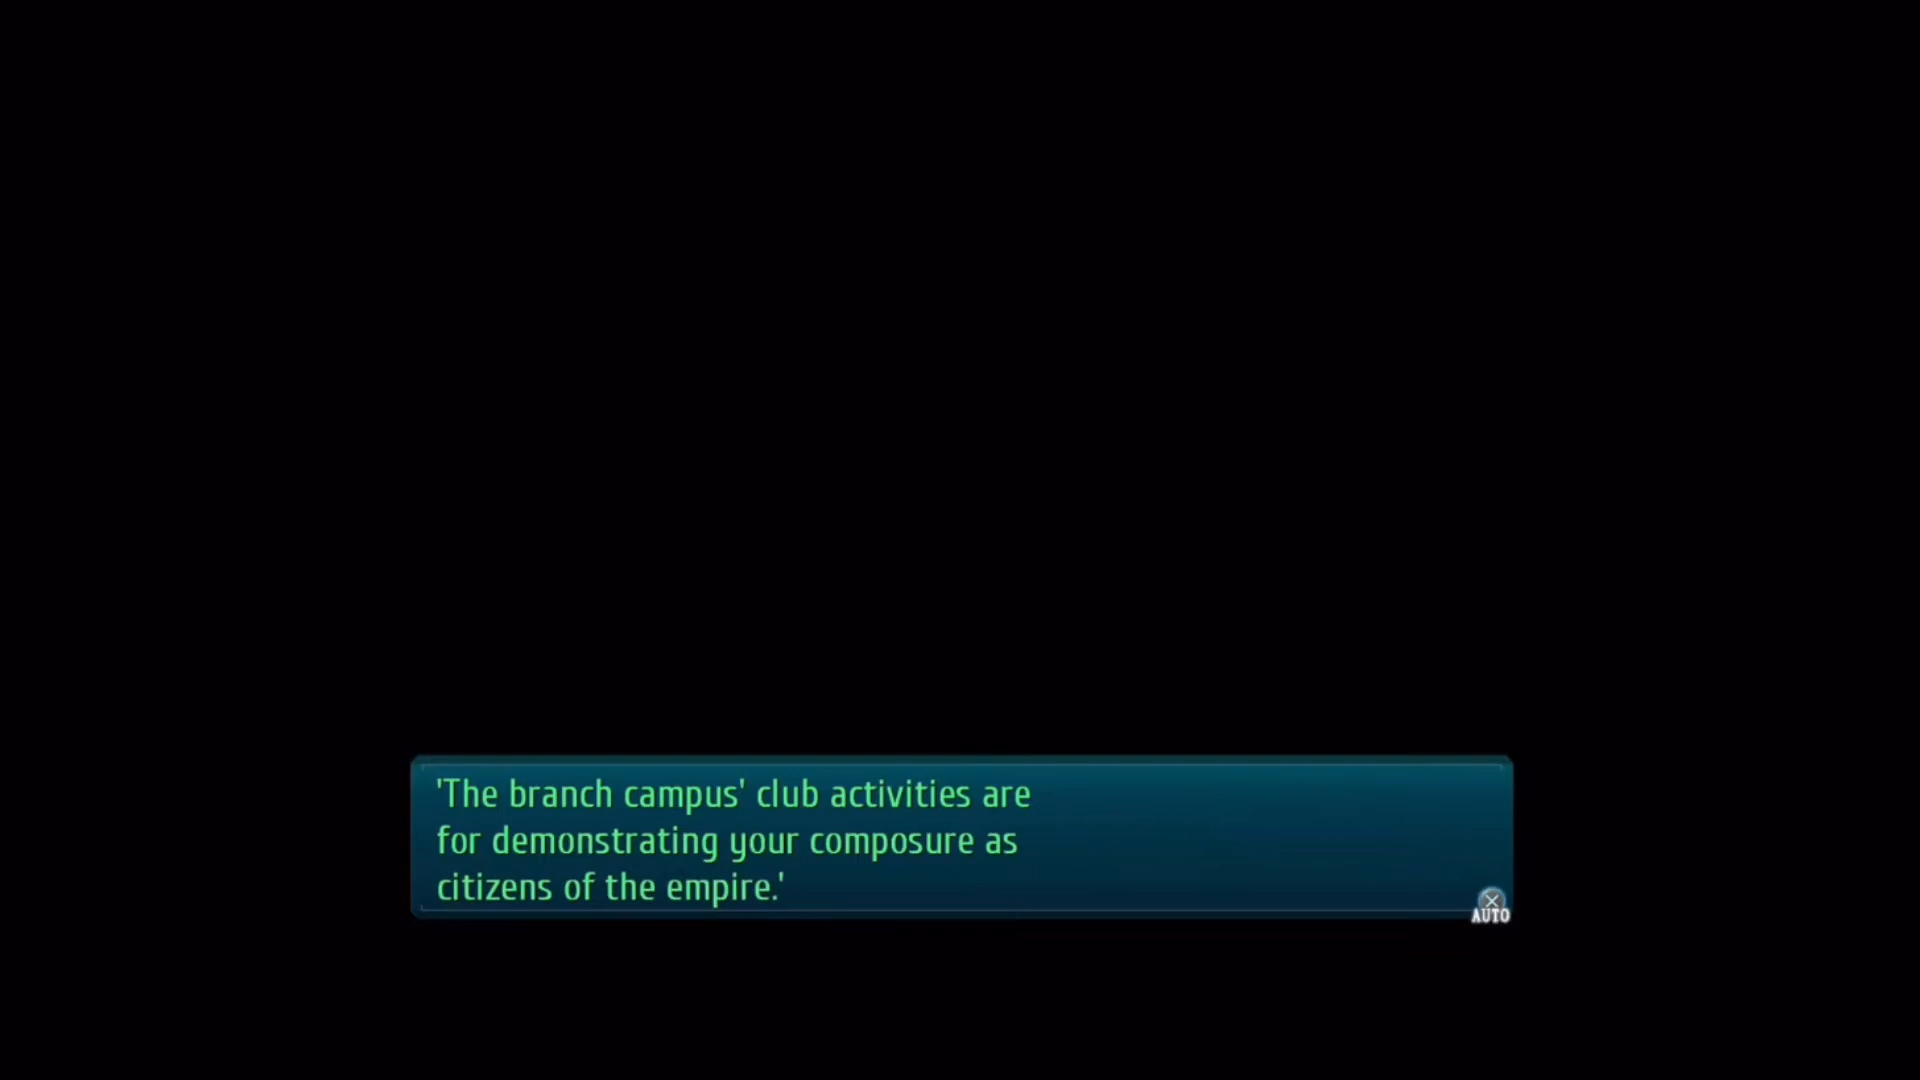 'The branch campus' club activities are
for demonstrating your composure as
citizens of the empire.'
AUTO